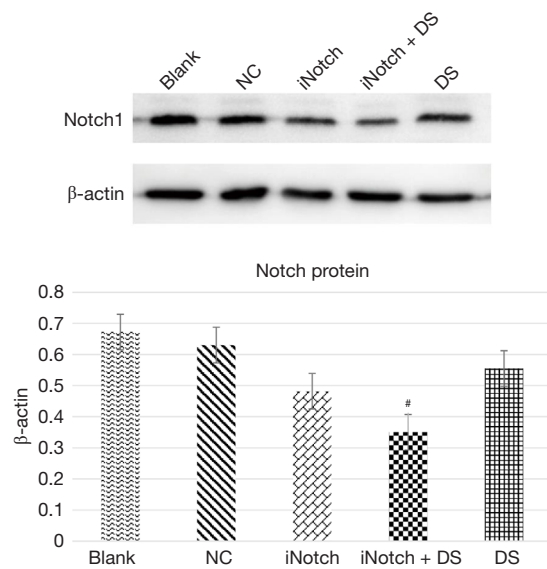 Blank NC iNotch iNotch + DS DS
Notch1
β-actin
Notch protein
0.8
0.7
0.6
0.5
0.4
0.3
0.2
0.1
0
β-actin
#
Blank NC iNotch iNotch + DS DS